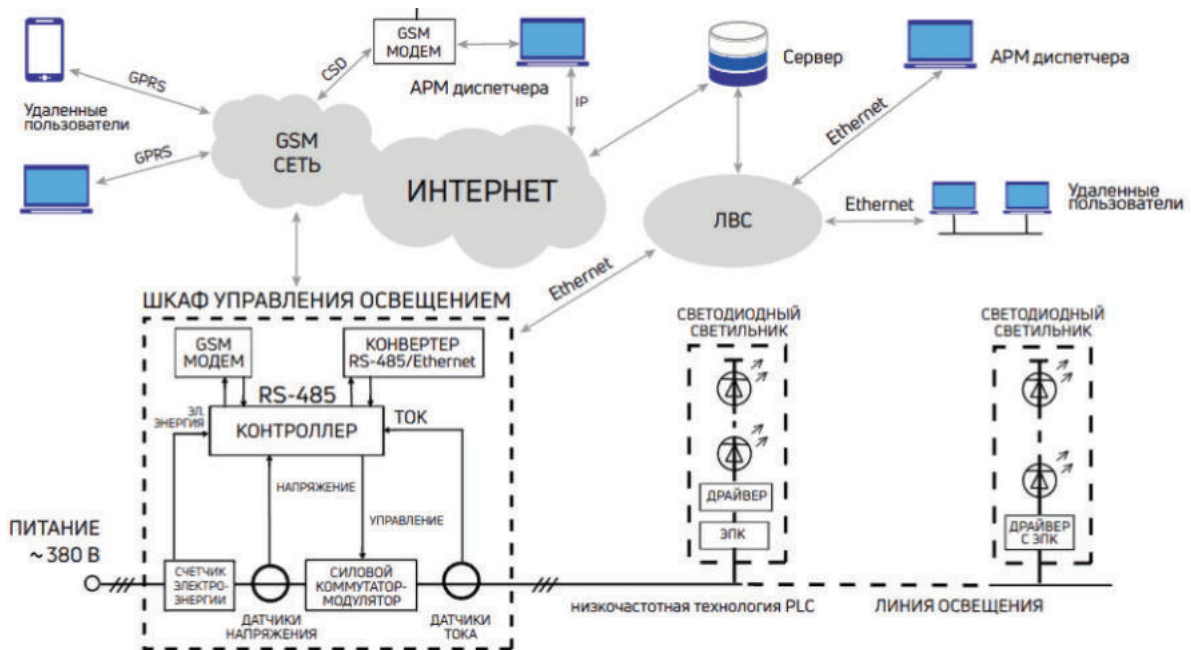 GSM
МОДЕМ
CSD
GPRS
АРМ диспетчера
Сервер
АРМ диспетчера
Удаленные
пользователи
IP
Ethernet
GSM
СЕТЬ
GPRS
ИНТЕРНЕТ
ЛВС
Ethernet
Удаленные
пользователи
Ethernet
ШКАФ УПРАВЛЕНИЯ ОСВЕЩЕНИЕМ
СВЕТОДИОДНЫЙ
СВЕТИЛЬНИК
СВЕТОДИОДНЫЙ
СВЕТИЛЬНИК
GSM
МОДЕМ
КОНВЕРТЕР
RS-485/Ethernet
RS-485
ЭЛ.
ЭНЕРГИЯ
КОНТРОЛЛЕР
ТОК
НАПРЯЖЕНИЕ
УПРАВЛЕНИЕ
ДРАЙВЕР
ЭПК
ДРАЙВЕР
С ЭПК
ПИТАНИЕ
~ 380 В
СЧЕТЧИК
ЭЛЕКТРО-
ЭНЕРГИИ
СИЛОВОЙ
КОММУТАТОР-
МОДУЛЯТОР
ДАТЧИКИ
НАПРЯЖЕНИЯ
ДАТЧИКИ
ТОКА
низкочастотная технология PLC
ЛИНИЯ ОСВЕЩЕНИЯ